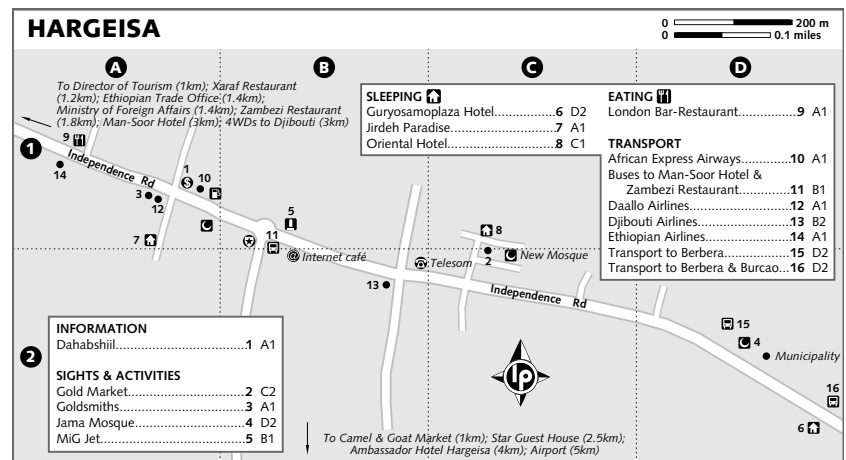 HARGEISA
0 200 m
0 0.1 miles
A B C D
To Director of Tourism (1km); Xaraf Restaurant
(1.2km); Ethiopian Trade Office (1.4km);
Ministry of Foreign Affairs (1.4km); Zambezi Restaurant
(1.8km); Man-Soor Hotel (3km); 4WDs to Djibouti (3km)
SLEEPING
Guryosamoplaza Hotel..............6 D2
Jirdeh Paradise..........................7 A1
Oriental Hotel............................8 C1
EATING
London Bar-Restaurant..............9 A1
TRANSPORT
African Express Airways.............10 A1
Buses to Man-Soor Hotel &
Zambezi Restaurant..................11 B1
Daallo Airlines..........................12 A1
Djibouti Airlines........................13 B2
Ethiopian Airlines......................14 A1
Transport to Berbera.................15 D2
Transport to Berbera & Burcao...16 D2
1
9
14
Independence Rd
1
$
10
3
12
7
5
11
@ Internet café
13
Telesom
8
2
New Mosque
Independence Rd
15
4
Municipality
16
6
2
INFORMATION
Dahabshiil................................1 A1
SIGHTS & ACTIVITIES
Gold Market.............................2 C2
Goldsmiths................................3 A1
Jama Mosque............................4 D2
MiG Jet.....................................5 B1
lp
To Camel & Goat Market (1km); Star Guest House (2.5km);
Ambassador Hotel Hargeisa (4km); Airport (5km)